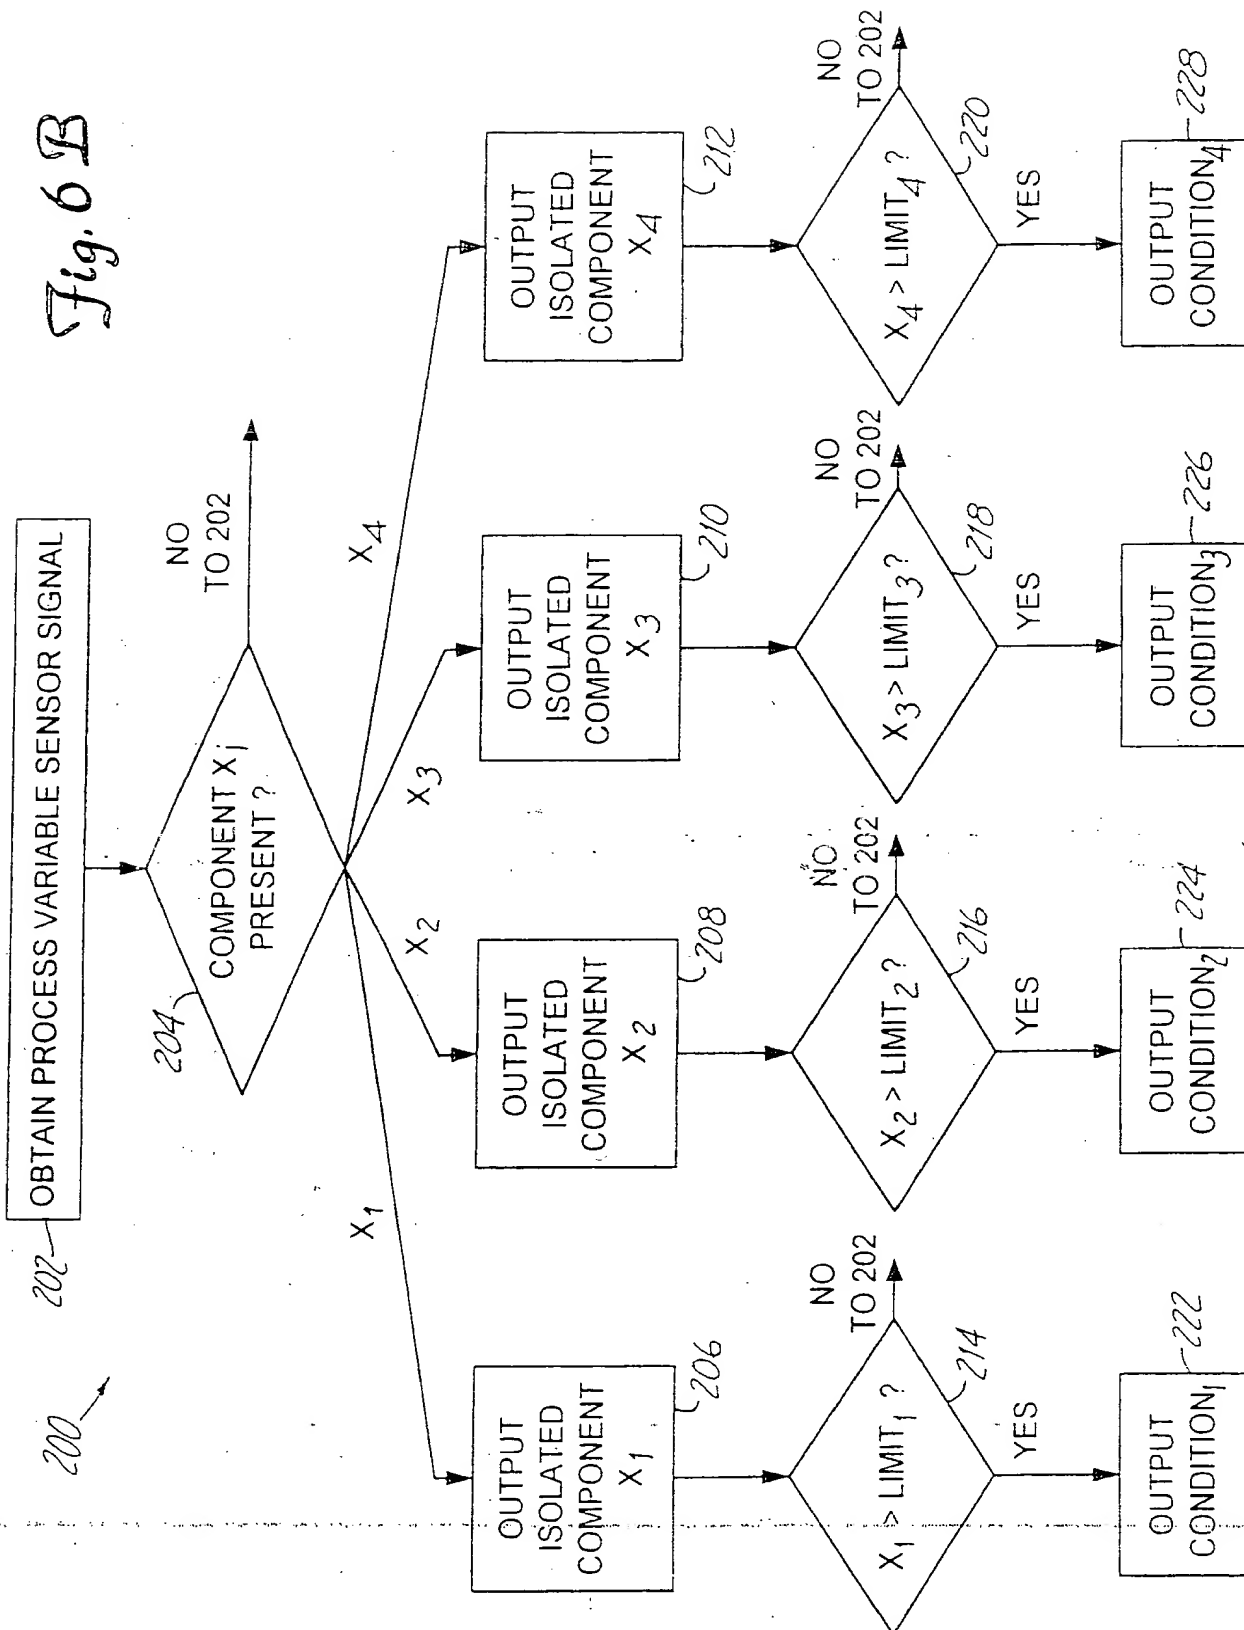 Fig. 6 B
200
202
OBTAIN PROCESS VARIABLE SENSOR SIGNAL
204
COMPONENT Xj
PRESENT ?
NO
TO 202
X1
X2
X3
X4
OUTPUT
ISOLATED
COMPONENT
X1
206
OUTPUT
ISOLATED
COMPONENT
X2
208
OUTPUT
ISOLATED
COMPONENT
X3
210
OUTPUT
ISOLATED
COMPONENT
X4
212
X1 > LIMIT1 ?
214
NO
TO 202
YES
X2 > LIMIT2 ?
216
NO
TO 202
YES
X3 > LIMIT3 ?
218
NO
TO 202
YES
X4 > LIMIT4 ?
220
NO
TO 202
YES
OUTPUT
CONDITION1
222
OUTPUT
CONDITION2
224
OUTPUT
CONDITION3
226
OUTPUT
CONDITION4
228